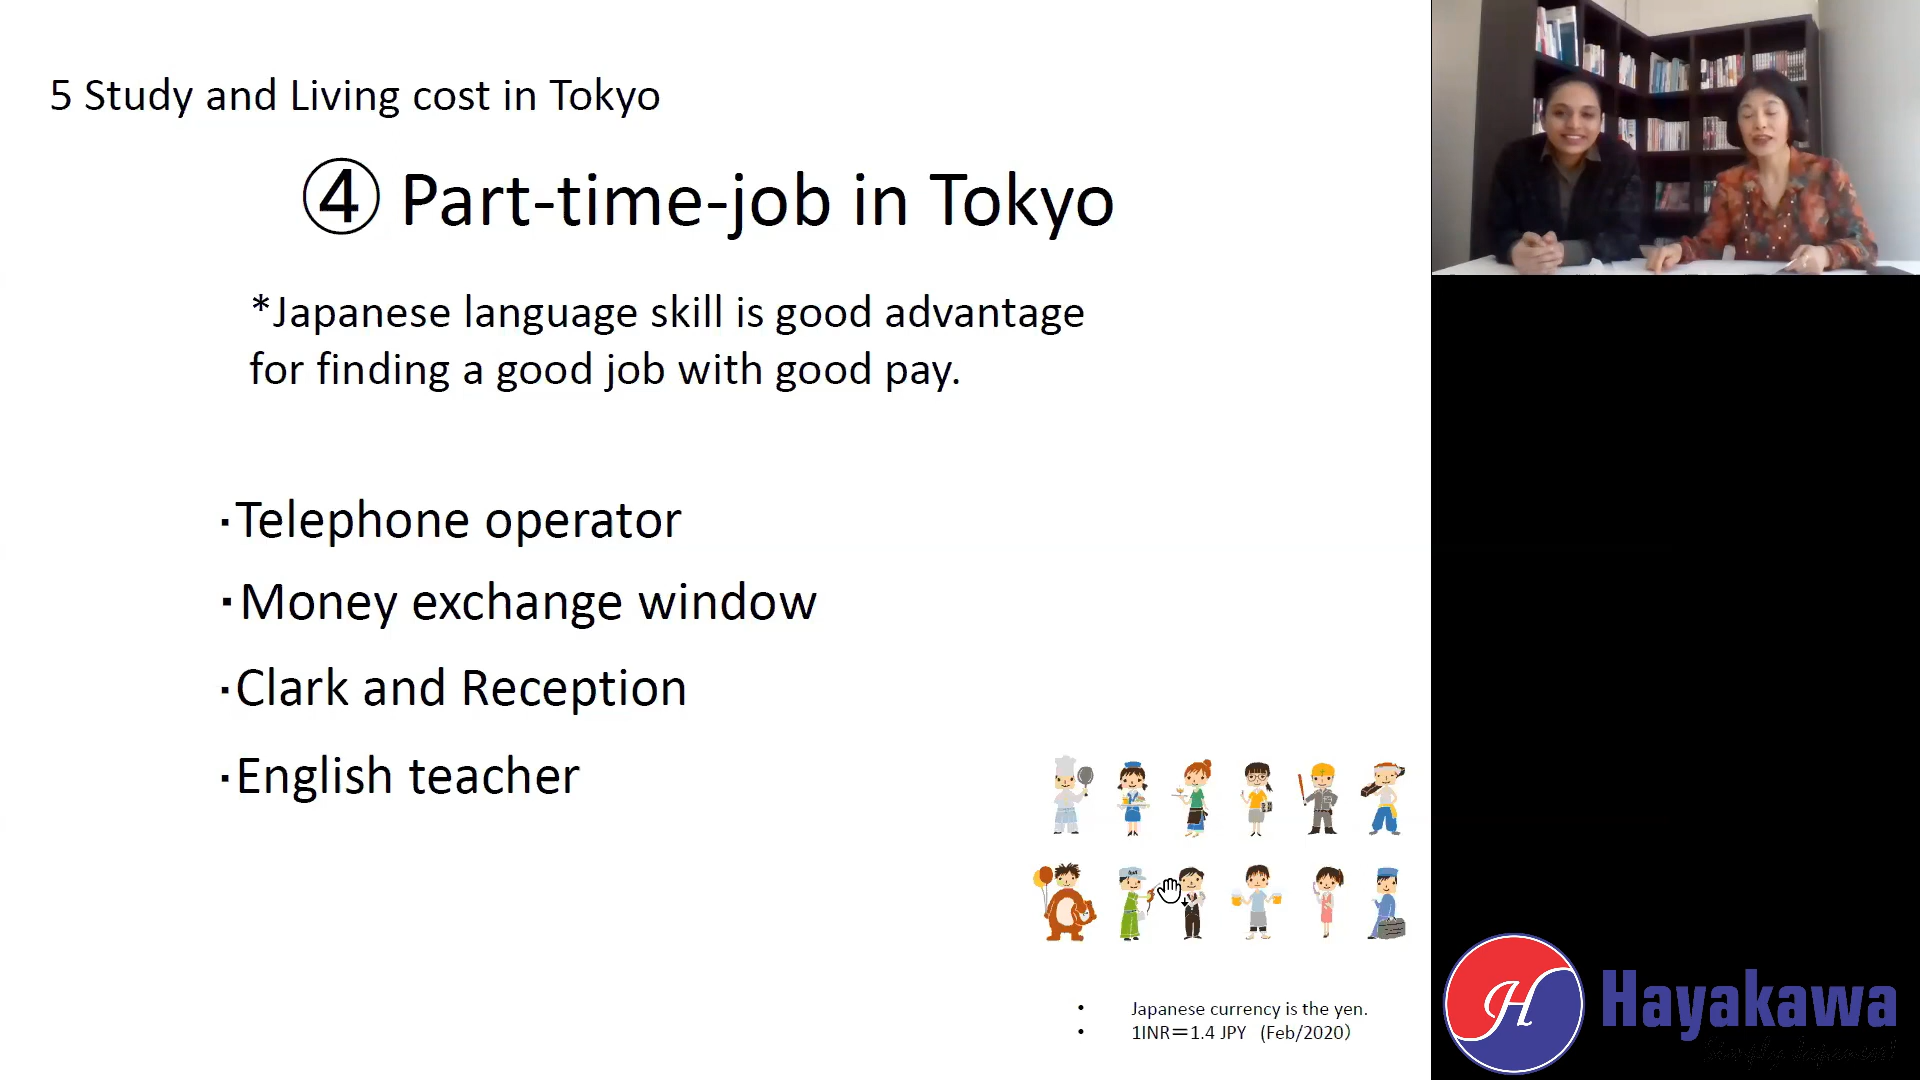 5 Study and Living cost in Tokyo
④ Part-time-job in Tokyo
*Japanese language skill is good advantage
for finding a good job with good pay.
・Telephone operator
・Money exchange window
・Clark and Reception
・English teacher
• Japanese currency is the yen.
• 1INR＝1.4 JPY (Feb/2020）
H
Hayakawa